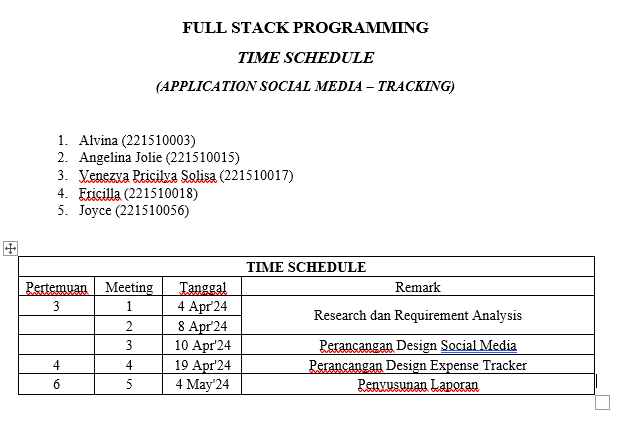 FULL STACK PROGRAMMING
TIME SCHEDULE
(APPLICATION SOCIAL MEDIA – TRACKING)
1. Alvina (221510003)
2. Angelina Jolie (221510015)
3. Venezya Pricilya Solisa (221510017)
4. Fricilla (221510018)
5. Joyce (221510056)
TIME SCHEDULE
Pertemuan Meeting Tanggal Remark
3 1 4 Apr'24 Research dan Requirement Analysis
2 8 Apr'24
3 10 Apr'24 Perancangan Design Social Media
4 4 19 Apr'24 Perancangan Design Expense Tracker
6 5 4 May'24 Penyusunan Laporan